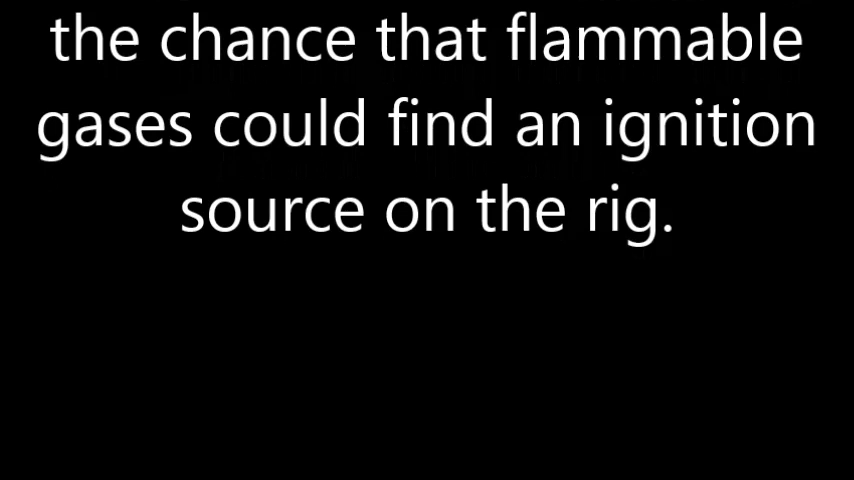 the chance that flammable
gases could find an ignition
source on the rig.